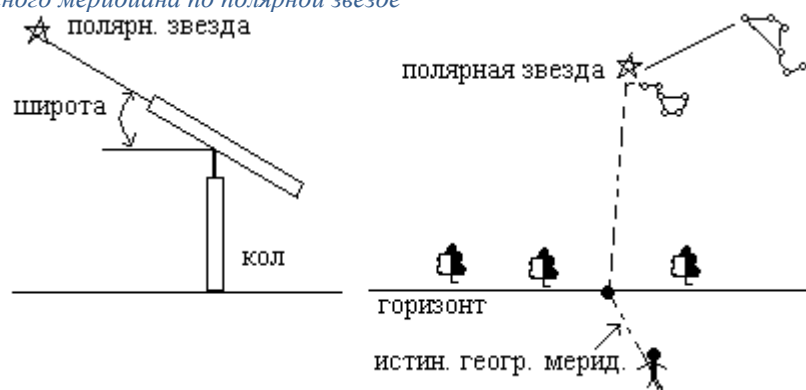 ного меридиана по полярной звезде
полярн. звезда
широта
кол
полярная звезда
горизонт
истин. геогр. мерид.